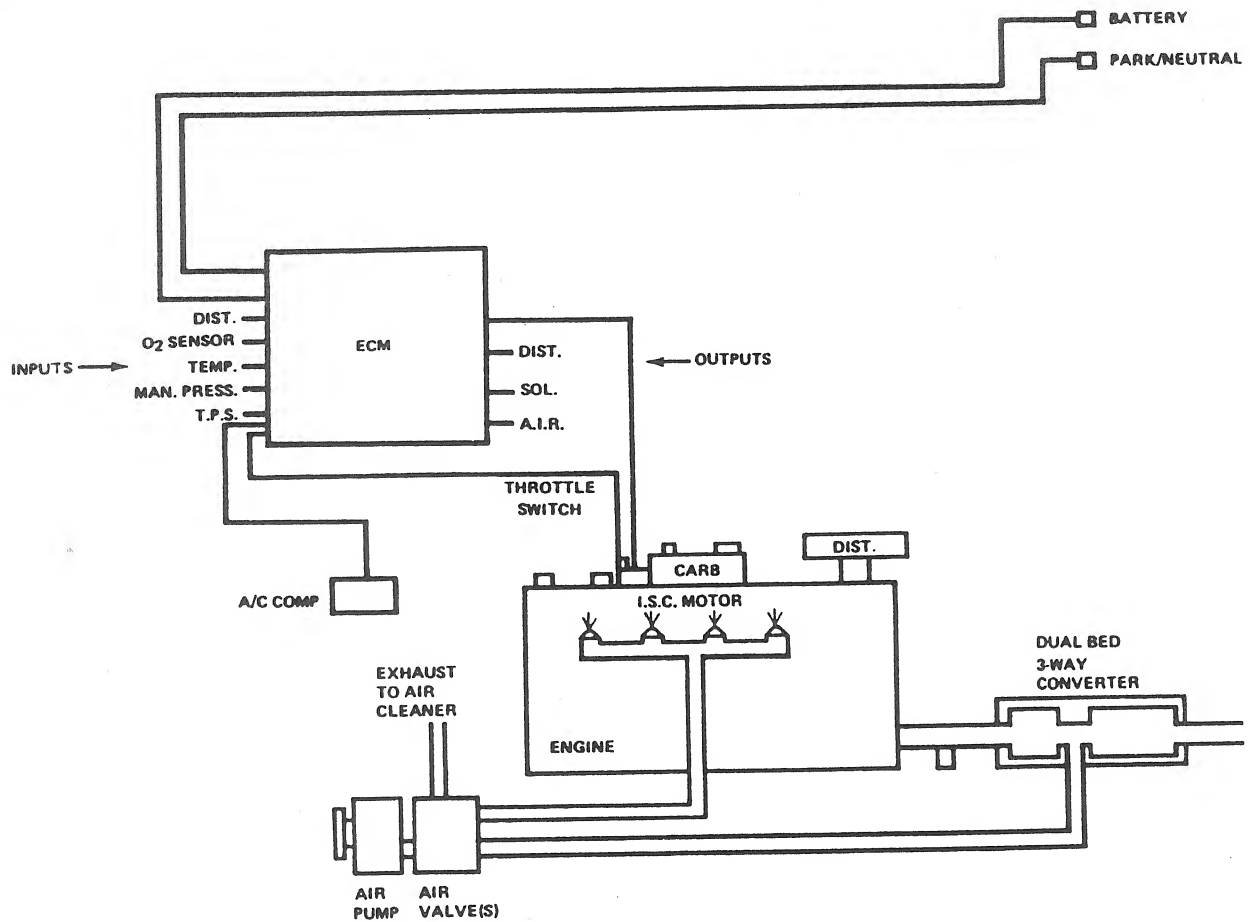 BATTERY
PARK/NEUTRAL
DIST.
O2 SENSOR
INPUTS
TEMP.
MAN. PRESS.
T.P.S.
ECM
DIST.
SOL.
A.I.R.
OUTPUTS
THROTTLE
SWITCH
A/C COMP
CARB
I.S.C. MOTOR
DIST.
ENGINE
EXHAUST
TO AIR
CLEANER
DUAL BED
3-WAY
CONVERTER
AIR
PUMP
AIR
VALVE(S)